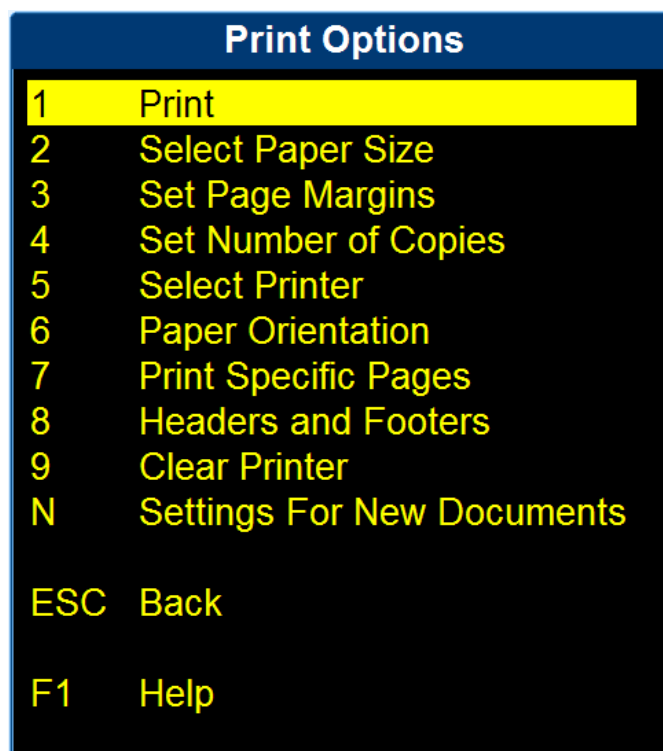 Print Options
1 Print
2 Select Paper Size
3 Set Page Margins
4 Set Number of Copies
5 Select Printer
6 Paper Orientation
7 Print Specific Pages
8 Headers and Footers
9 Clear Printer
N Settings For New Documents
ESC Back
F1 Help